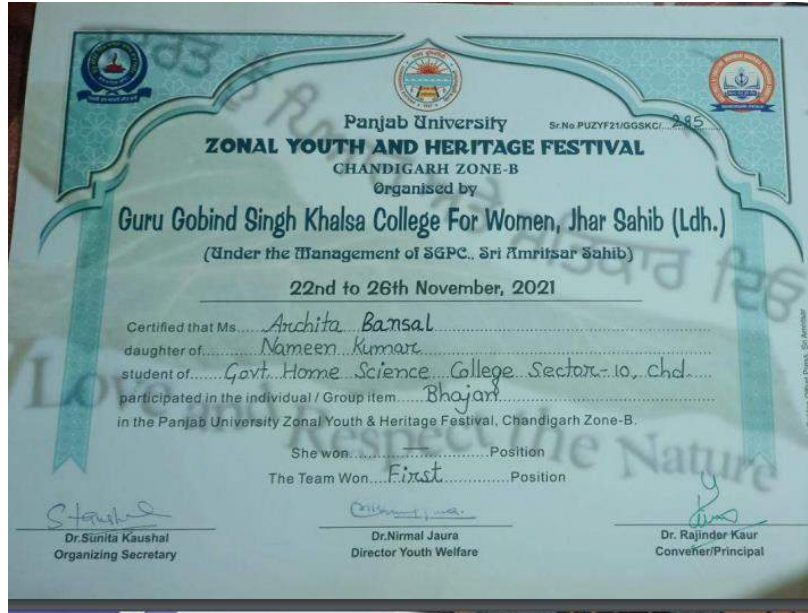 Panjab University
Sr.No.PUZYF21/GGSKC/....285....
ZONAL YOUTH AND HERITAGE FESTIVAL
CHANDIGARH ZONE-B
Organised by
Guru Gobind Singh Khalsa College For Women, Jhar Sahib (Ldh.)
(Under the Management of SGPC., Sri Amritsar Sahib)
22nd to 26th November, 2021
Certified that Ms....Archita Bansal....
daughter of....Nameen Kumar....
student of....Govt. Home Science College Sector-10, Chd....
participated in the individual / Group item....Bhajan....
in the Panjab University Zonal Youth & Heritage Festival, Chandigarh Zone-B.
She won....—....Position
The Team Won....First....Position
Love and Respect the Nature
Dr.Sunita Kaushal
Organizing Secretary
Dr.Nirmal Jaura
Director Youth Welfare
Dr. Rajinder Kaur
Convener/Principal